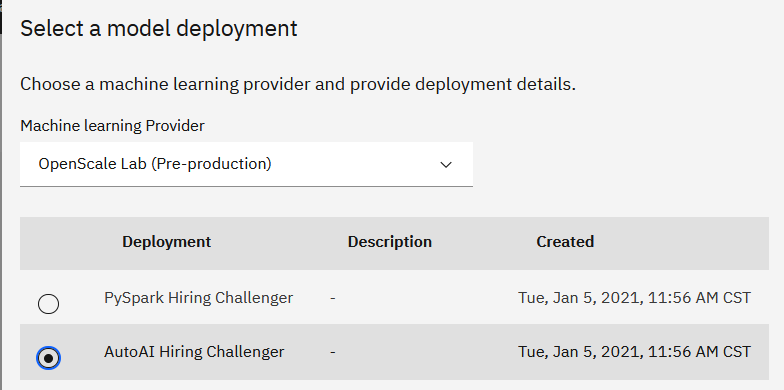 Select a model deployment
Choose a machine learning provider and provide deployment details.
Machine learning Provider
OpenScale Lab (Pre-production)
Deployment Description Created
PySpark Hiring Challenger - Tue, Jan 5, 2021, 11:56 AM CST
AutoAI Hiring Challenger - Tue, Jan 5, 2021, 11:56 AM CST